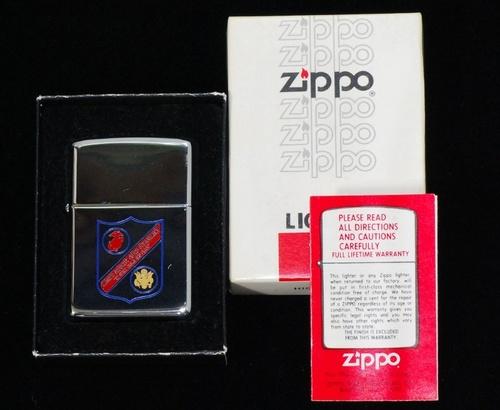 Zippo
LIG
PLEASE READ
ALL DIRECTIONS
AND CAUTIONS
CAREFULLY
FULL LIFETIME WARRANTY
This lighter or any Zippo lighter,
when returned to our factory, will
be put in first-class mechanical
condition free of charge. We have
never charged a cent for the repair
of a ZIPPO regardless of its age or
condition. This warranty gives you
specific legal rights and you may
also have other rights which vary
from state to state.
THE FINISH IS EXCLUDED
FROM THIS WARRANTY.
Zippo